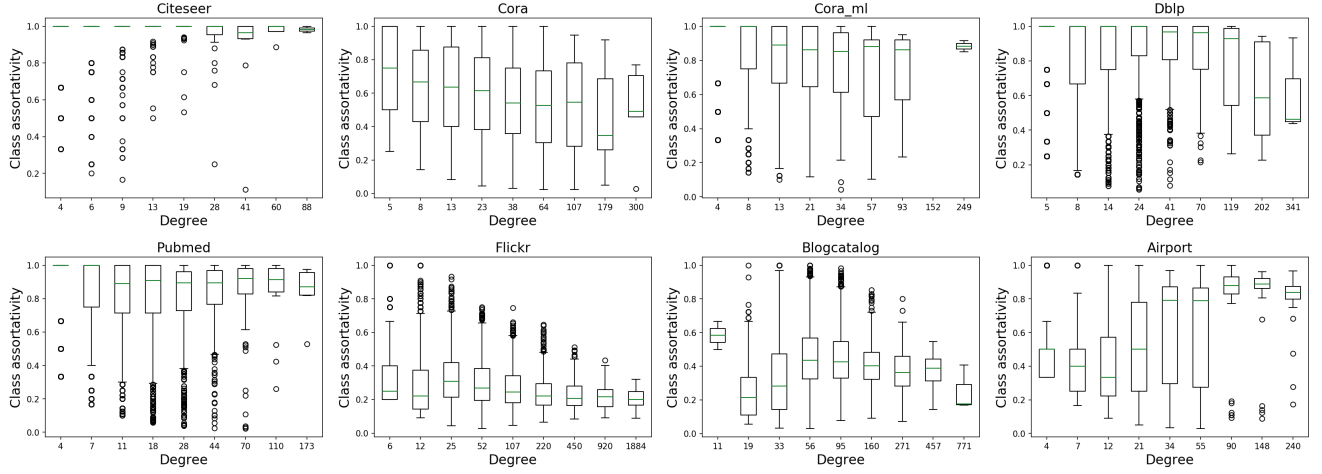 Citeseer
Class assortativity
1.0
0.8
0.6
0.4
0.2
4 6 9 13 19 28 41 60 88
Degree
Cora
Class assortativity
1.0
0.8
0.6
0.4
0.2
0.0
5 8 13 23 38 64 107 179 300
Degree
Cora_ml
Class assortativity
1.0
0.8
0.6
0.4
0.2
0.0
4 8 13 21 34 57 93 152 249
Degree
Dblp
Class assortativity
1.0
0.8
0.6
0.4
0.2
5 8 14 24 41 70 119 202 341
Degree
Pubmed
Class assortativity
1.0
0.8
0.6
0.4
0.2
0.0
4 7 11 18 28 44 70 110 173
Degree
Flickr
Class assortativity
1.0
0.8
0.6
0.4
0.2
0.0
6 12 25 52 107 220 450 920 1884
Degree
Blogcatalog
Class assortativity
1.0
0.8
0.6
0.4
0.2
0.0
11 19 33 56 95 160 271 457 771
Degree
Airport
Class assortativity
1.0
0.8
0.6
0.4
0.2
0.0
4 7 12 21 34 55 90 148 240
Degree